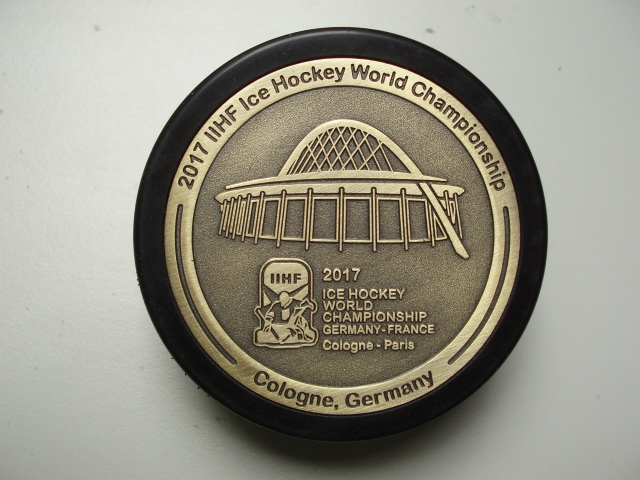 2017 IIHF Ice Hockey World Championship
IIHF
2017
ICE HOCKEY
WORLD
CHAMPIONSHIP
GERMANY-FRANCE
Cologne - Paris
Cologne, Germany